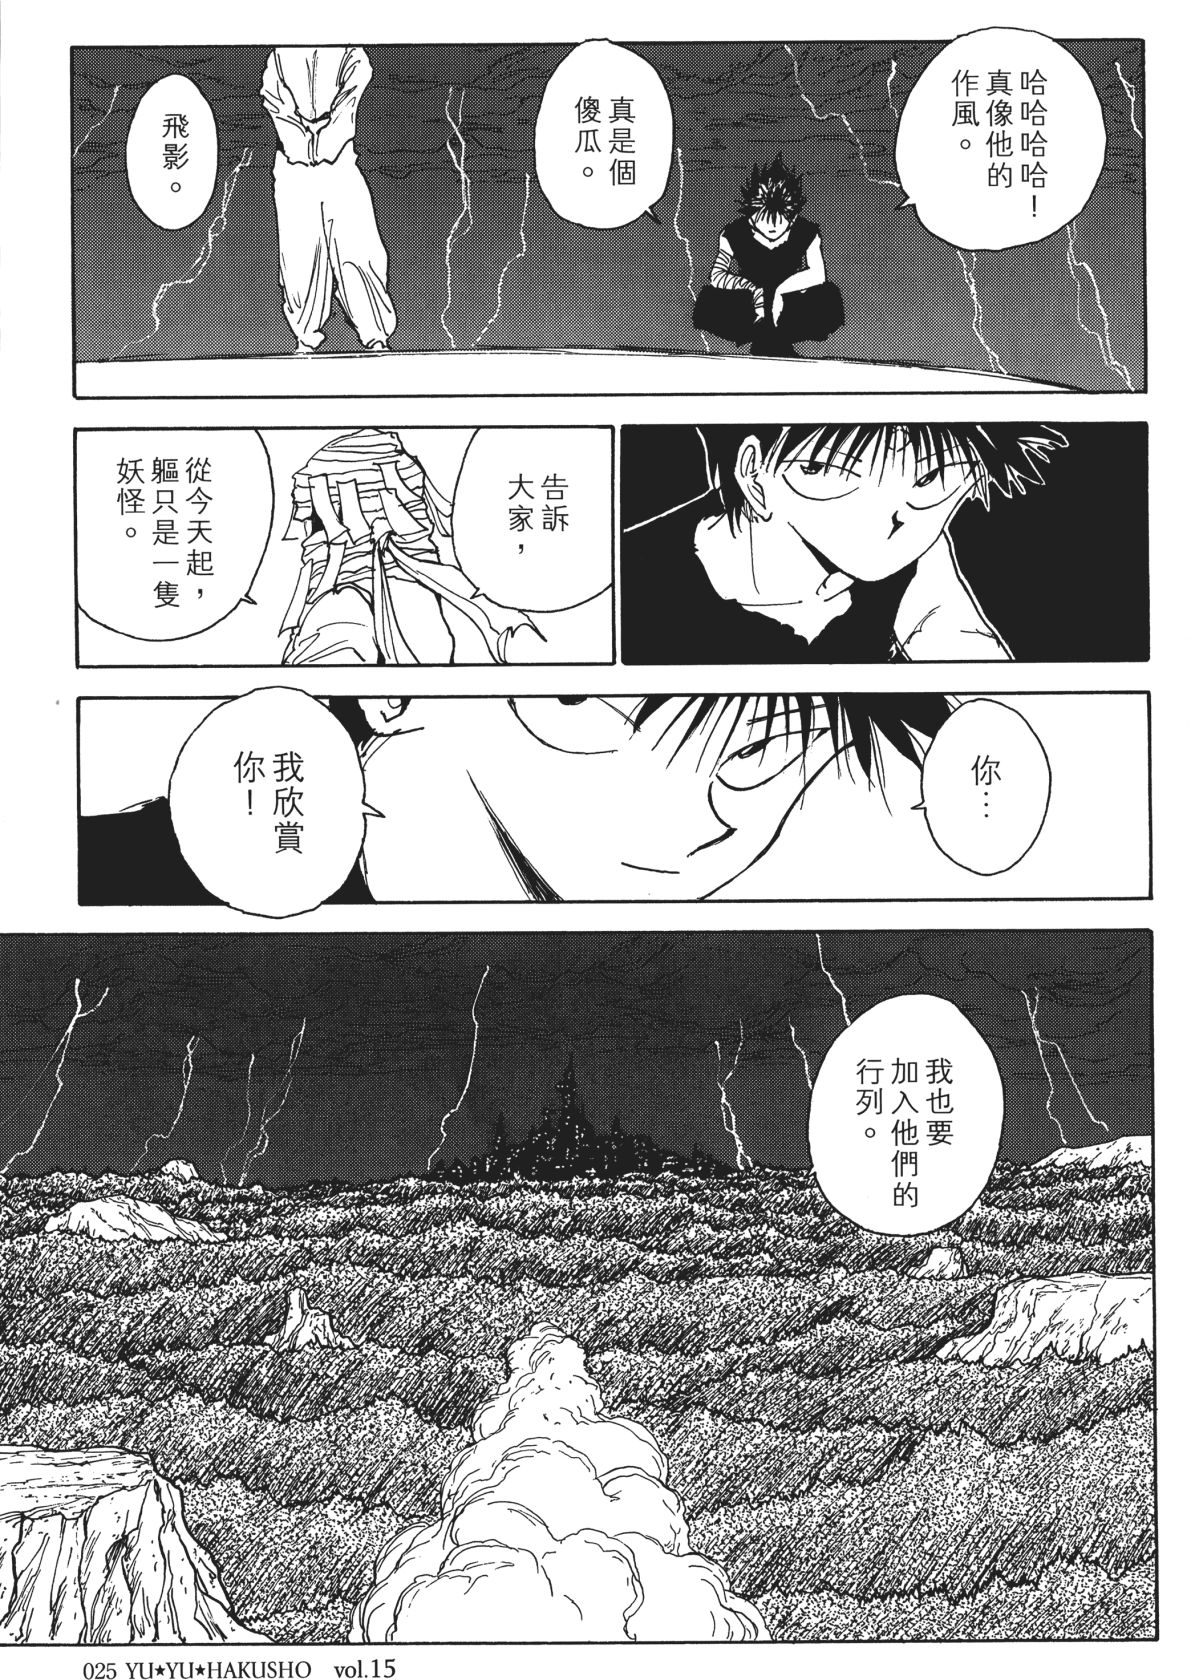 哈哈哈哈！
真像他的
作風。
真是個
傻瓜。
飛影。
告訴
大家，
從今天起，
軀只是一隻
妖怪。
你…
我欣賞
你！
我也要
加入他們的
行列。
025 YU★YU★HAKUSHO vol.15